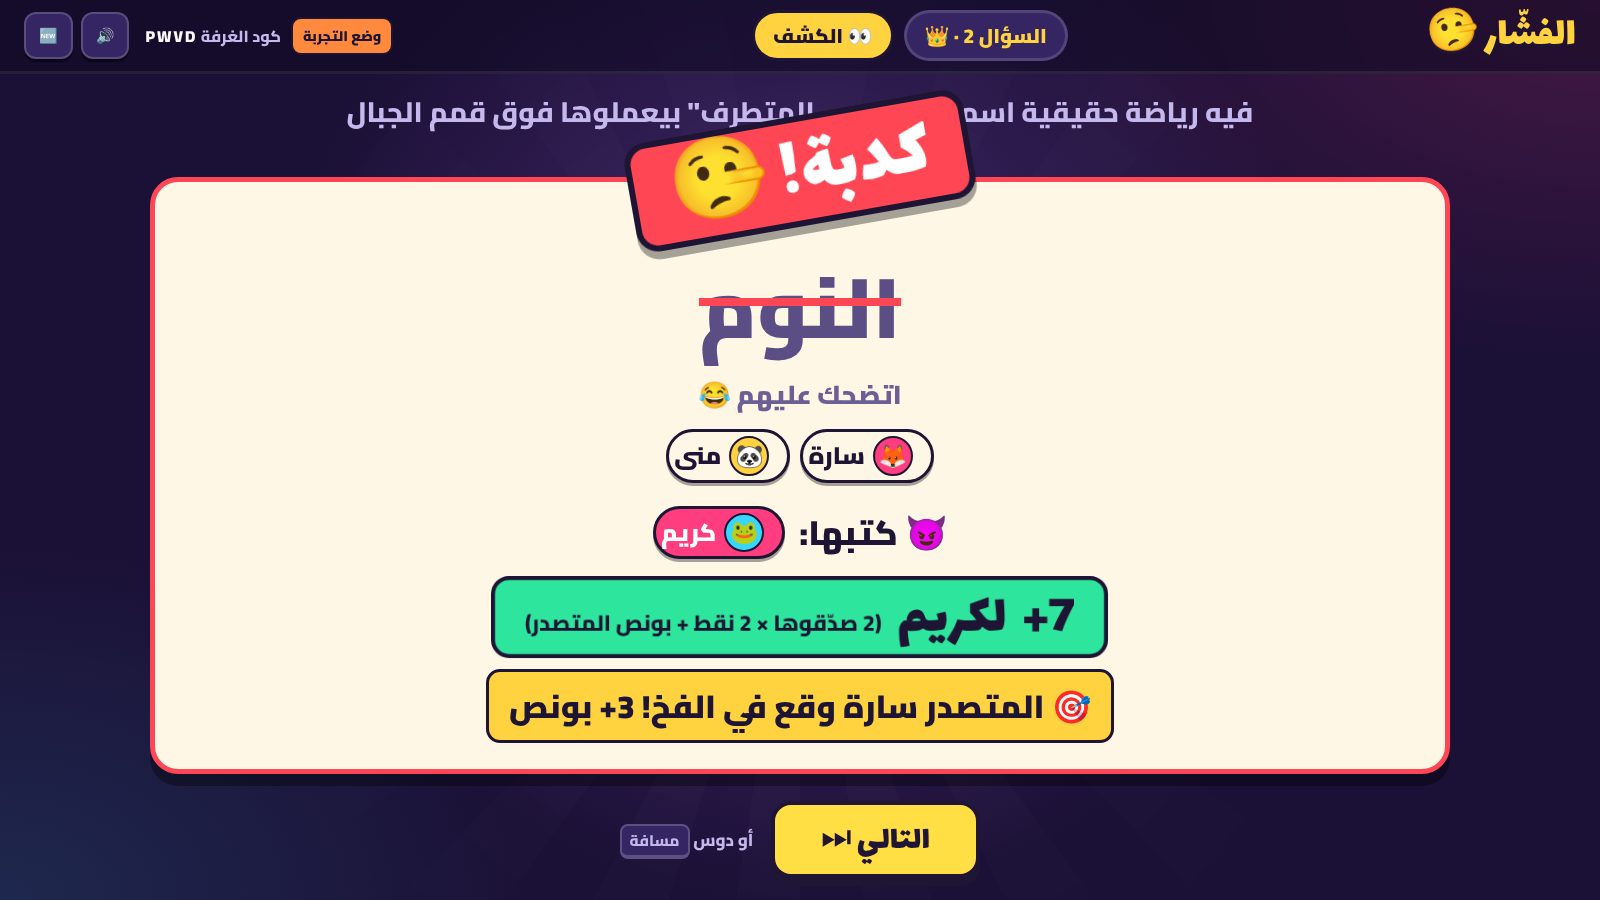 الفشّار
السؤال 2 · 
الكشف
وضع التجربة
كود الغرفة PWVD
فيه رياضة حقيقية المتطرف" بيعملوها فوق قمم الجبال
كدبة!
النوم
اتضحك عليهم
سارة
منى
كتبها: كريم
+7 لكريم (2 صدّقوها × 2 نقط + بونص المتصدر)
المتصدر سارة وقع في الفخ! +3 بونص
التالي
أو دوس مسافة